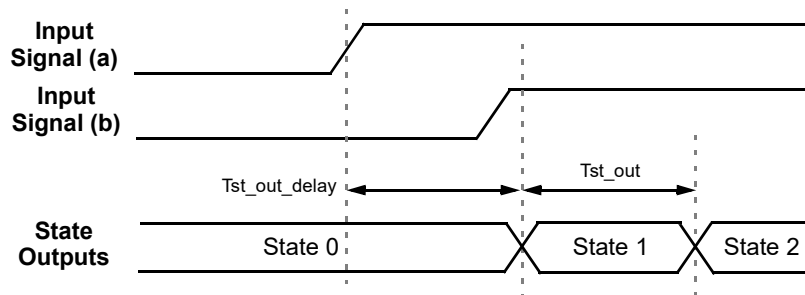 Input
Signal (a)
Input
Signal (b)
Tst_out_delay
Tst_out
State
Outputs
State 0
State 1
State 2